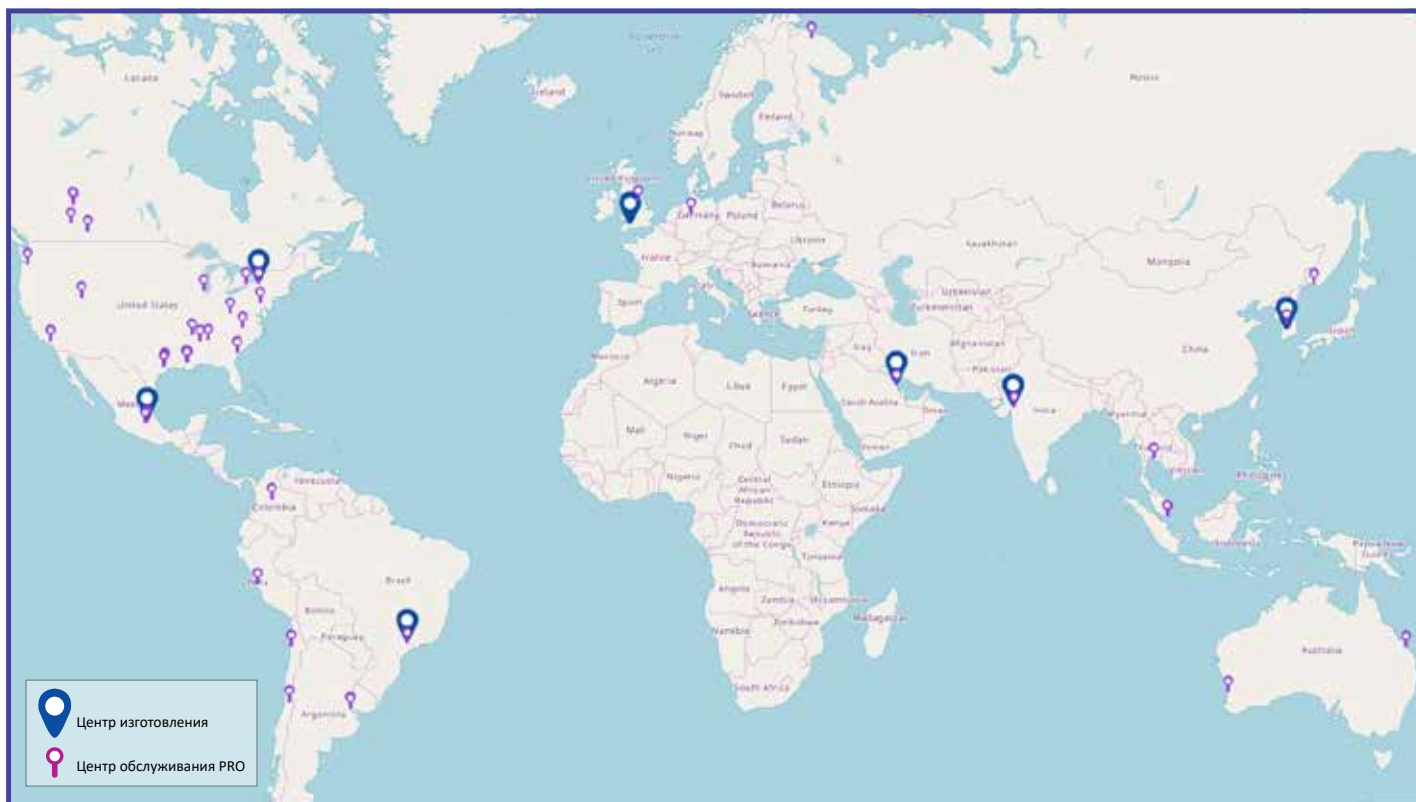 Canada
Iceland
Sweden
Finland
Norway
Russia
United Kingdom
Belarus
Germany
Poland
Ukraine
Kazakhstan
Mongolia
France
Romania
United States
Spain
Greece
Turkey
Uzbekistan
Turkmenistan
Japan
China
Morocco
Iraq
Iran
Afghanistan
Pakistan
Algeria
Libya
Egypt
Saudi Arabia
Oman
India
Myanmar
Mexico
Mali
Niger
Chad
Sudan
Yemen
Thailand
Vietnam
Philippines
Venezuela
Nigeria
Central
African
Republic
Ethiopia
Somalia
Colombia
Democratic
Republic
of the Congo
Kenya
Tanzania
Indonesia
Papua New
Guinea
Peru
Brazil
Angola
Zambia
Mozambique
Bolivia
Zimbabwe
Madagascar
Paraguay
Namibia
Australia
South Africa
Argentina
Центр изготовления
Центр обслуживания PRO